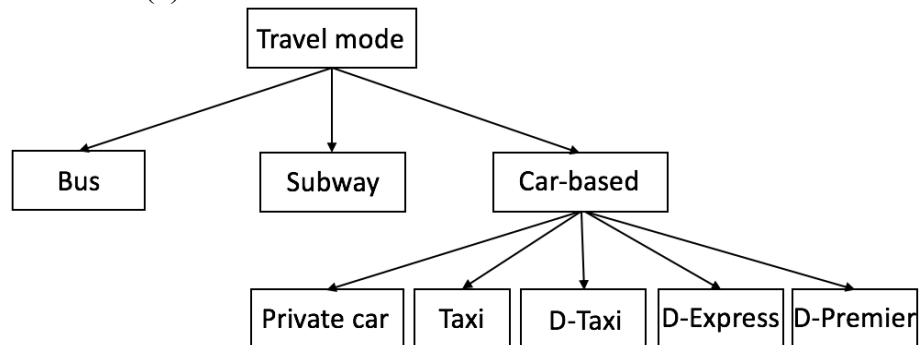 Travel mode
Bus
Subway
Car-based
Private car
Taxi
D-Taxi
D-Express
D-Premier